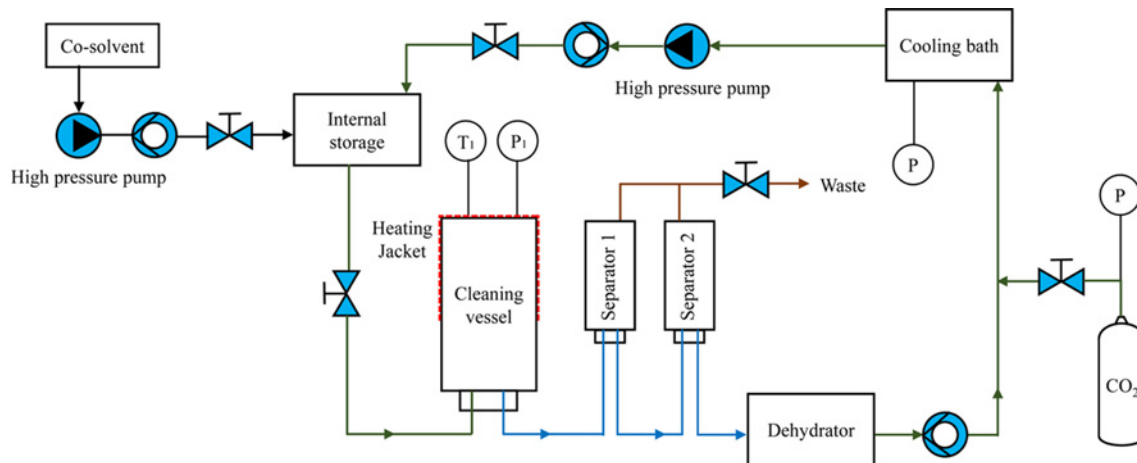 Co-solvent
High pressure pump
Internal
storage
High pressure pump
Cooling bath
P
T1
P1
Heating
Jacket
Cleaning
vessel
Separator 1
Separator 2
Waste
P
CO2
Dehydrator